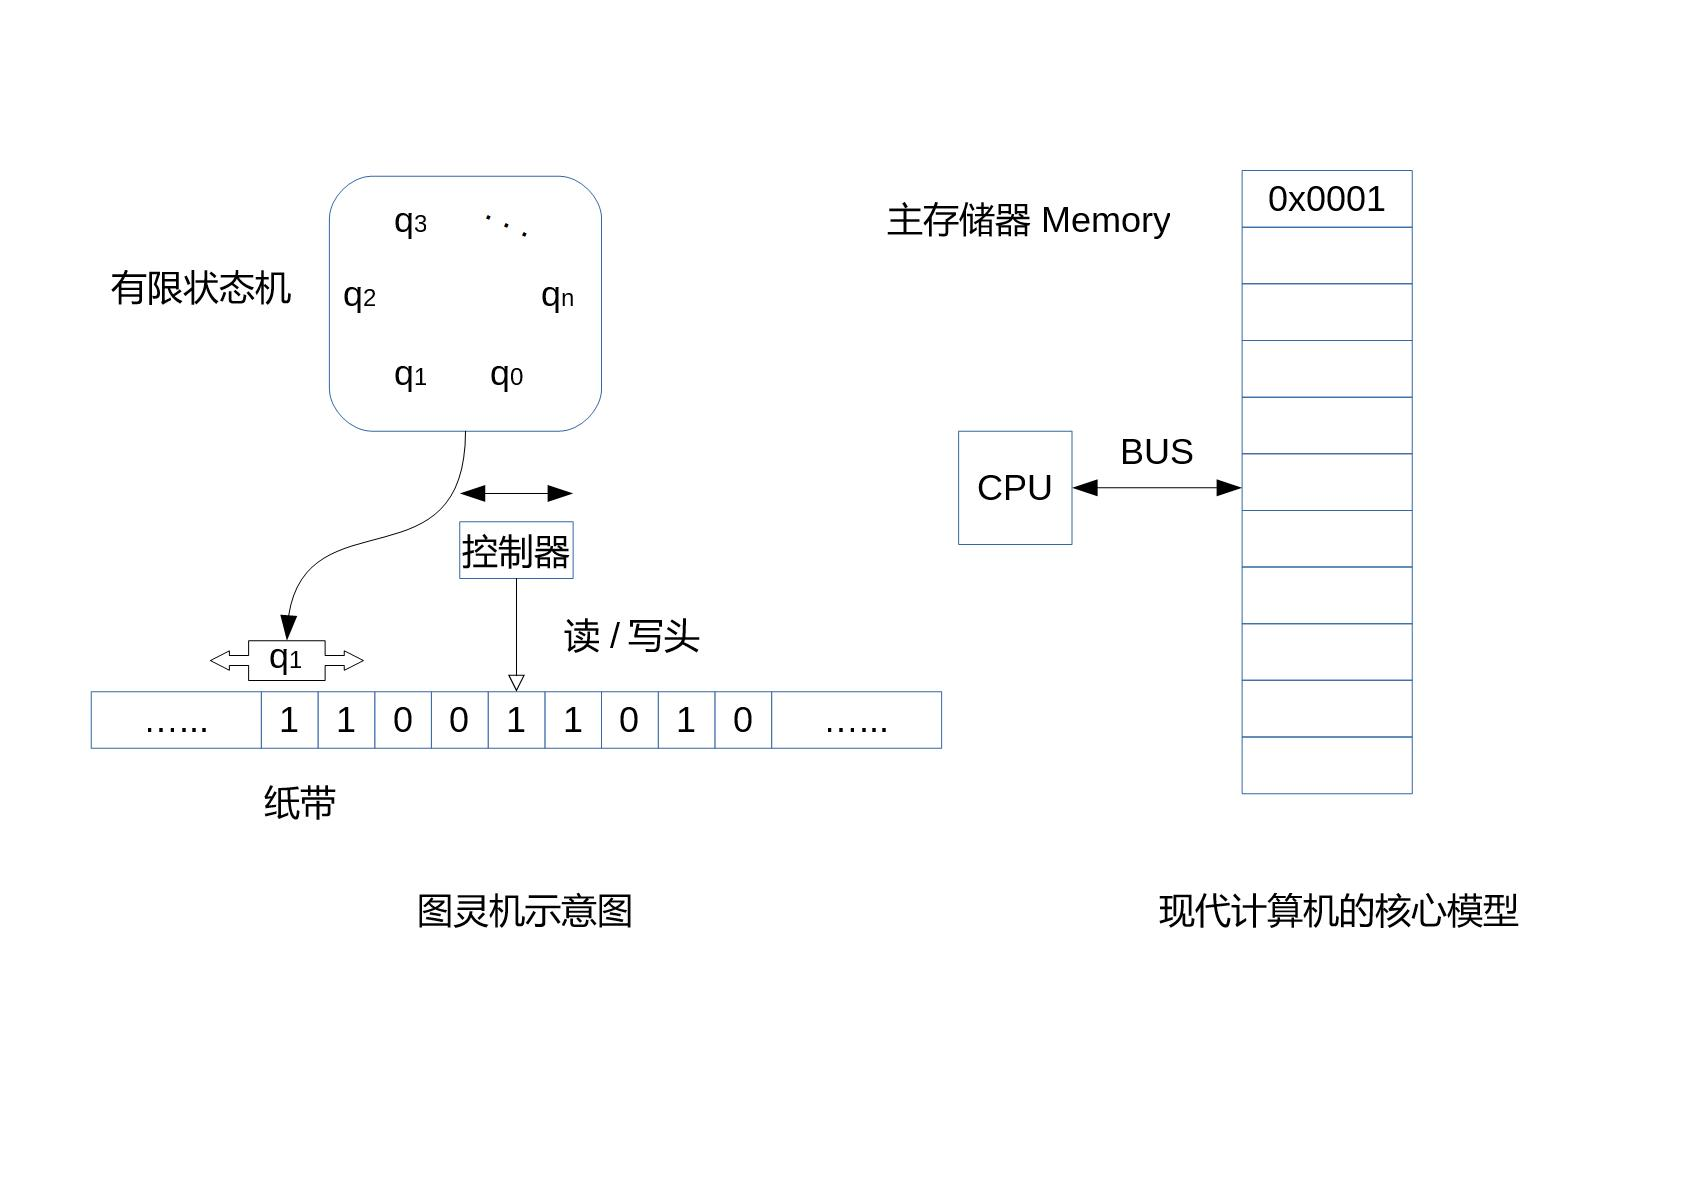 有限状态机
q3 ...
q2 qn
q1 q0
控制器
读 / 写头
q1
…... 1 1 0 0 1 1 0 1 0 …...
纸带
图灵机示意图
主存储器 Memory
0x0001
BUS
CPU
现代计算机的核心模型